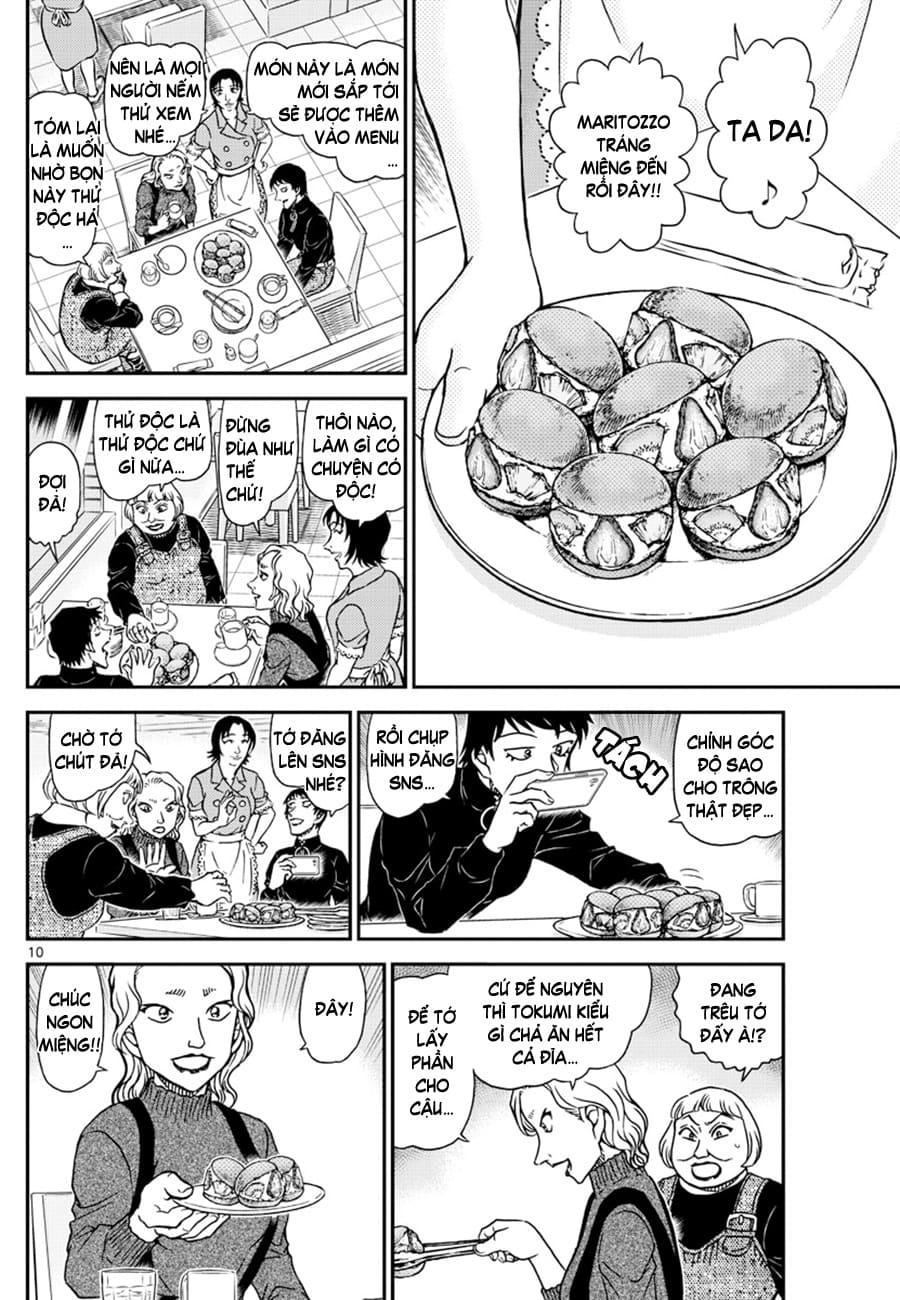 TA DA!
♪
MARITOZZO
TRÁNG
MIỆNG ĐẾN
RỒI ĐÂY!!
MÓN NÀY LÀ MÓN
MỚI SẮP TỚI
SẼ ĐƯỢC THÊM
VÀO MENU
...
NÊN LÀ MỌI
NGƯỜI NẾM
THỬ XEM
NHÉ...
TÓM LẠI
LÀ MUỐN
NHỜ BỌN
NÀY THỬ
ĐỘC HẢ
...
THÔI NÀO,
LÀM GÌ CÓ
CHUYỆN CÓ
ĐỘC!
ĐỪNG
ĐÙA NHƯ
THẾ
CHỨ!
THỬ ĐỘC LÀ
THỬ ĐỘC CHỨ
GÌ NỮA...
ĐỢI
ĐÃ!
CHỈNH GÓC
ĐỘ SAO
CHO TRÔNG
THẬT ĐẸP...
TÁCH
RỒI CHỤP
HÌNH ĐĂNG
SNS...
TỚ ĐĂNG
LÊN SNS
NHÉ?
CHỜ TỚ
CHÚT ĐÃ!
10
ĐANG
TRÊU TỚ
ĐẤY À!?
CỨ ĐỂ NGUYÊN
THÌ TOKUMI KIỂU
GÌ CHẢ ĂN HẾT
CẢ ĐĨA...
ĐỂ TỚ
LẤY PHẦN
CHO
CẬU...
ĐÂY!
CHÚC
NGON
MIỆNG!!